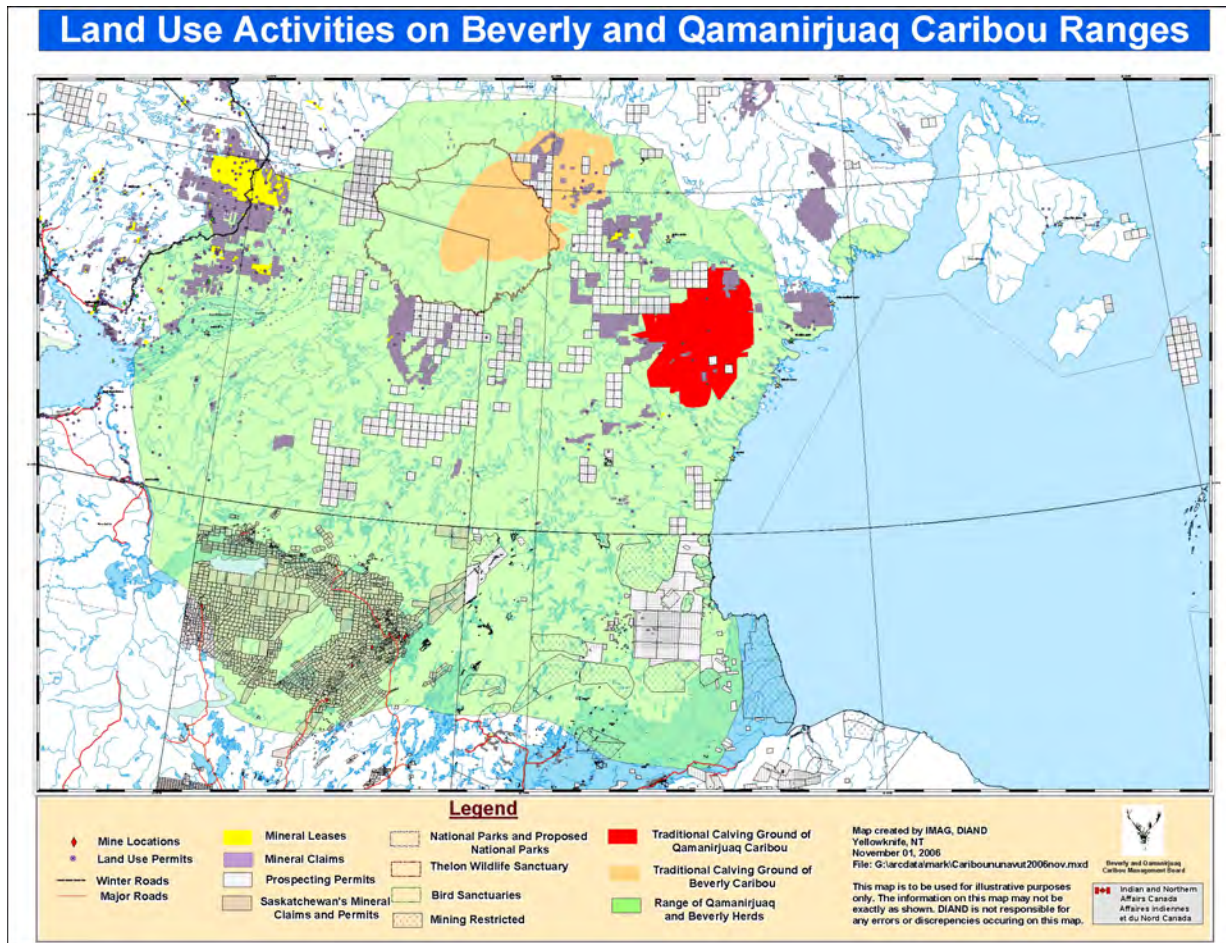 Land Use Activities on Beverly and Qamanirjuaq Caribou Ranges
Legend
Mine Locations
Land Use Permits
Winter Roads
Major Roads
Mineral Leases
Mineral Claims
Prospecting Permits
Saskatchewan's Mineral
Claims and Permits
National Parks and Proposed
National Parks
Thelon Wildlife Sanctuary
Bird Sanctuaries
Mining Restricted
Traditional Calving Ground of
Qamanirjuaq Caribou
Traditional Calving Ground of
Beverly Caribou
Range of Qamanirjuaq
and Beverly Herds
Map created by IMAG, DIAND
Yellowknife, NT
November 01, 2006
File: G:\arcdata\mark\Cariboununavut2006nov.mxd
This map is to be used for illustrative purposes
only. The information on this map may not be
exactly as shown. DIAND is not responsible for
any errors or discrepencies occuring on this map.
Beverly and Qamanirjuaq
Caribou Management Board
Indian and Northern
Affairs Canada
Affaires indiennes
et du Nord Canada